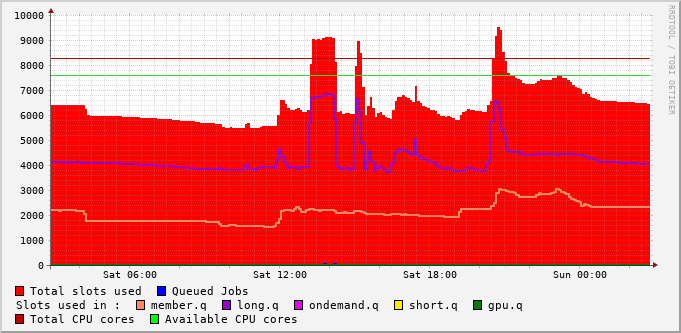 10000
9000
8000
7000
6000
5000
4000
3000
2000
1000
0
Sat 06:00 Sat 12:00 Sat 18:00 Sun 00:00
RRDTOOL / TOBI OETIKER
Total slots used Queued Jobs
Slots used in : member.q long.q ondemand.q short.q gpu.q
Total CPU cores Available CPU cores